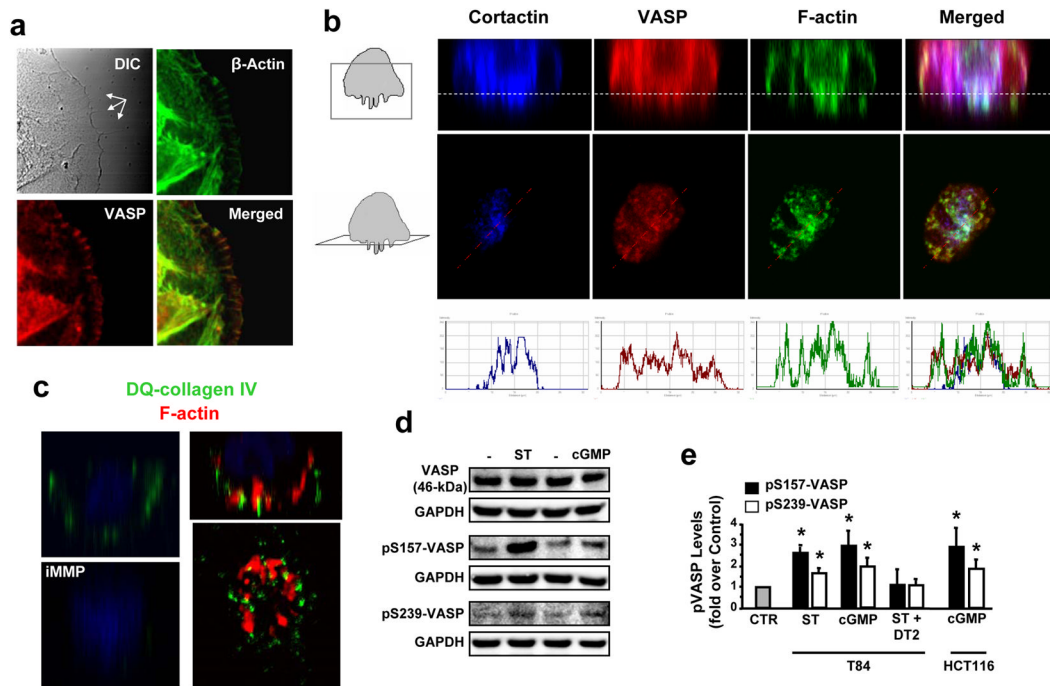 a
DIC
β-Actin
VASP
Merged
b
Cortactin
VASP
F-actin
Merged
c
DQ-collagen IV
F-actin
iMMP
d
- ST - cGMP
VASP
(46-kDa)
GAPDH
pS157-VASP
GAPDH
pS239-VASP
GAPDH
e
pS157-VASP
pS239-VASP
pVASP Levels
(fold over Control)
4
3
2
1
0
* * * * * *
CTR ST cGMP ST + cGMP
DT2
T84 HCT116